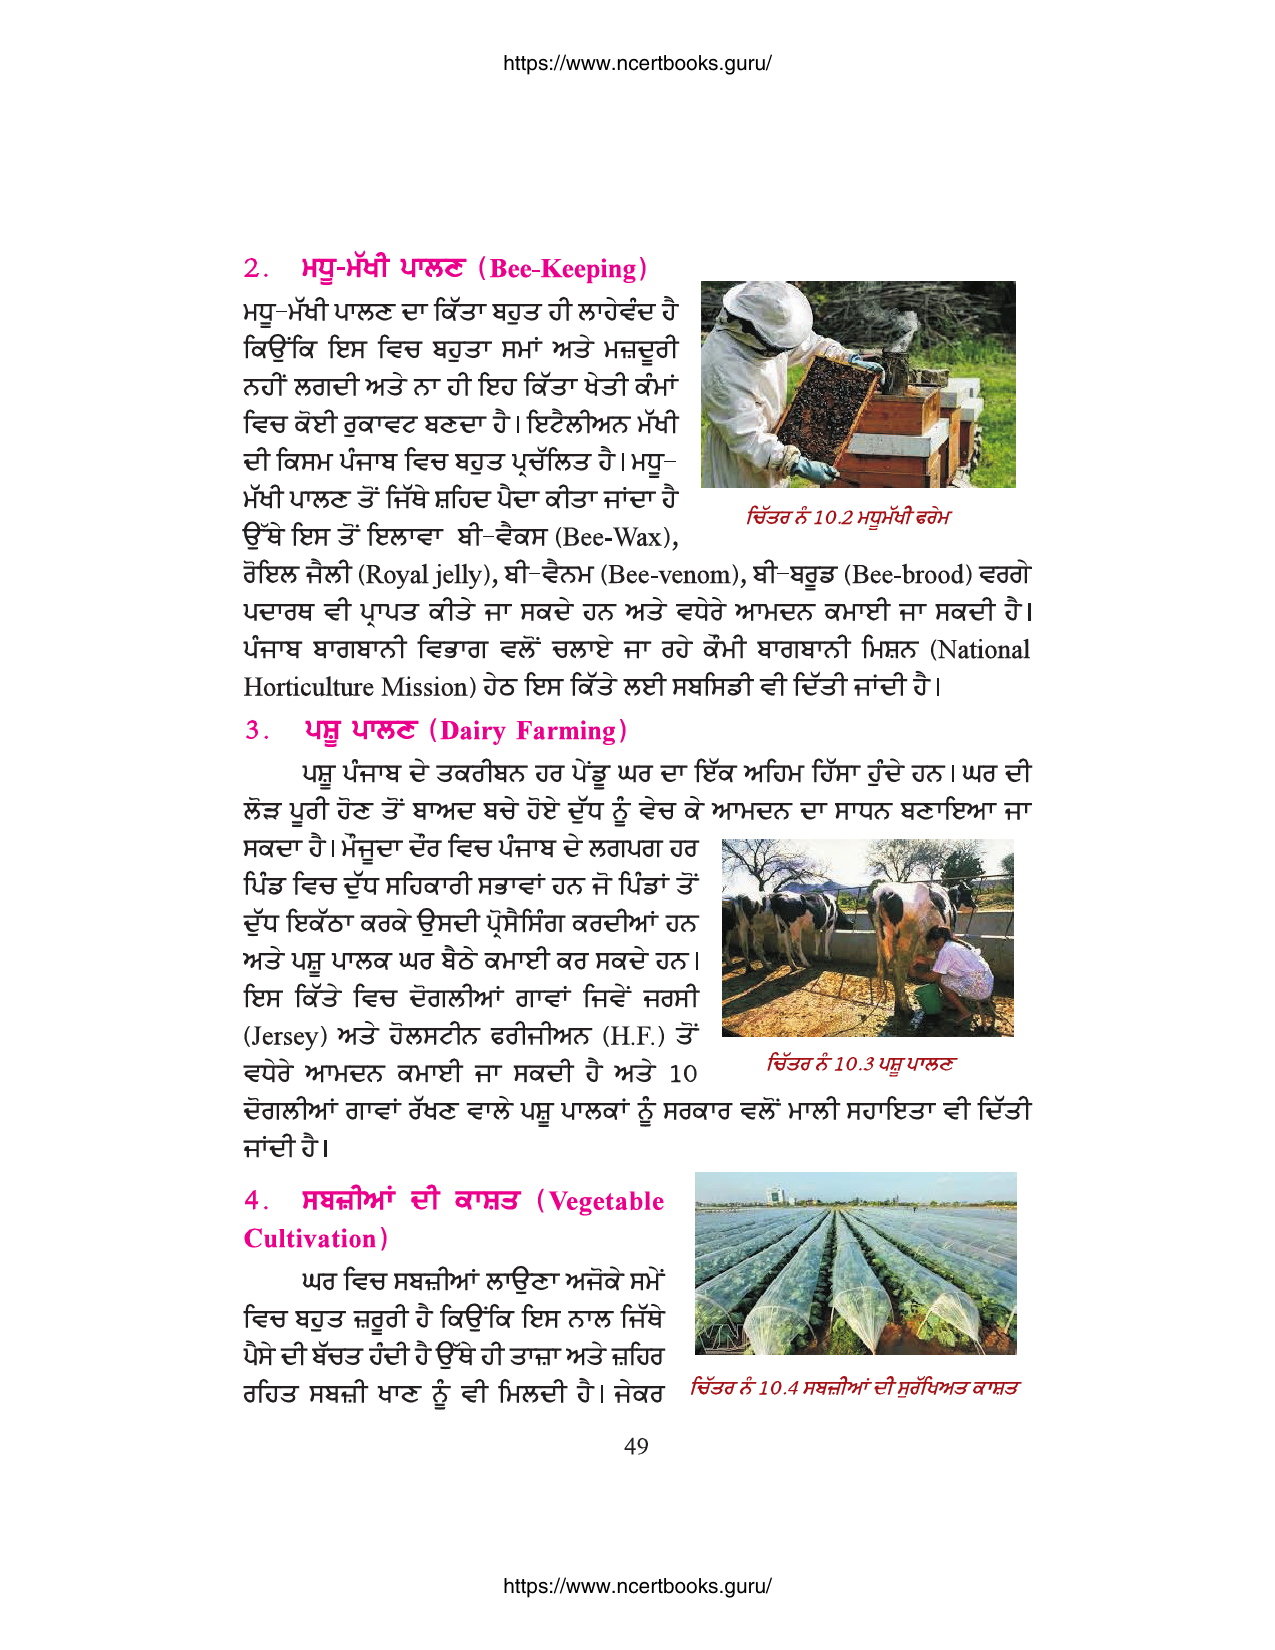 https://www.ncertbooks.guru/
2. ਮਧੂ-ਮੱਖੀ ਪਾਲਣ (Bee-Keeping)
ਮਧੂ-ਮੱਖੀ ਪਾਲਣ ਦਾ ਕਿੱਤਾ ਬਹੁਤ ਹੀ ਲਾਹੇਵੰਦ ਹੈ
ਕਿਉਂਕਿ ਇਸ ਵਿਚ ਬਹੁਤਾ ਸਮਾਂ ਅਤੇ ਮਜ਼ਦੂਰੀ
ਨਹੀਂ ਲਗਦੀ ਅਤੇ ਨਾ ਹੀ ਇਹ ਕਿੱਤਾ ਖੇਤੀ ਕੰਮਾਂ
ਵਿਚ ਕੋਈ ਰੁਕਾਵਟ ਬਣਦਾ ਹੈ। ਇਟੈਲੀਅਨ ਮੱਖੀ
ਦੀ ਕਿਸਮ ਪੰਜਾਬ ਵਿਚ ਬਹੁਤ ਪ੍ਰਚੱਲਿਤ ਹੈ। ਮਧੂ-
ਮੱਖੀ ਪਾਲਣ ਤੋਂ ਜਿੱਥੇ ਸ਼ਹਿਦ ਪੈਦਾ ਕੀਤਾ ਜਾਂਦਾ ਹੈ
ਉੱਥੇ ਇਸ ਤੋਂ ਇਲਾਵਾ ਬੀ-ਵੈਕਸ (Bee-Wax),
ਰੋਇਲ ਜੈਲੀ (Royal jelly), ਬੀ-ਵੈਨਮ (Bee-venom), ਬੀ-ਬਰੂਡ (Bee-brood) ਵਰਗੇ
ਪਦਾਰਥ ਵੀ ਪ੍ਰਾਪਤ ਕੀਤੇ ਜਾ ਸਕਦੇ ਹਨ ਅਤੇ ਵਧੇਰੇ ਆਮਦਨ ਕਮਾਈ ਜਾ ਸਕਦੀ ਹੈ।
ਪੰਜਾਬ ਬਾਗਬਾਨੀ ਵਿਭਾਗ ਵਲੋਂ ਚਲਾਏ ਜਾ ਰਹੇ ਕੌਮੀ ਬਾਗਬਾਨੀ ਮਿਸ਼ਨ (National
Horticulture Mission) ਹੇਠ ਇਸ ਕਿੱਤੇ ਲਈ ਸਬਸਿਡੀ ਵੀ ਦਿੱਤੀ ਜਾਂਦੀ ਹੈ।
ਚਿੱਤਰ ਨੰ 10.2 ਮਧੂਮੱਖੀ ਫਰੇਮ
3. ਪਸ਼ੂ ਪਾਲਣ (Dairy Farming)
ਪਸ਼ੂ ਪੰਜਾਬ ਦੇ ਤਕਰੀਬਨ ਹਰ ਪੇਂਡੂ ਘਰ ਦਾ ਇੱਕ ਅਹਿਮ ਹਿੱਸਾ ਹੁੰਦੇ ਹਨ। ਘਰ ਦੀ
ਲੋੜ ਪੂਰੀ ਹੋਣ ਤੋਂ ਬਾਅਦ ਬਚੇ ਹੋਏ ਦੁੱਧ ਨੂੰ ਵੇਚ ਕੇ ਆਮਦਨ ਦਾ ਸਾਧਨ ਬਣਾਇਆ ਜਾ
ਸਕਦਾ ਹੈ। ਮੌਜੂਦਾ ਦੌਰ ਵਿਚ ਪੰਜਾਬ ਦੇ ਲਗਪਗ ਹਰ
ਪਿੰਡ ਵਿਚ ਦੁੱਧ ਸਹਿਕਾਰੀ ਸਭਾਵਾਂ ਹਨ ਜੋ ਪਿੰਡਾਂ ਤੋਂ
ਦੁੱਧ ਇਕੱਠਾ ਕਰਕੇ ਉਸਦੀ ਪ੍ਰੋਸੈਸਿੰਗ ਕਰਦੀਆਂ ਹਨ
ਅਤੇ ਪਸ਼ੂ ਪਾਲਕ ਘਰ ਬੈਠੇ ਕਮਾਈ ਕਰ ਸਕਦੇ ਹਨ।
ਇਸ ਕਿੱਤੇ ਵਿਚ ਦੋਗਲੀਆਂ ਗਾਵਾਂ ਜਿਵੇਂ ਜਰਸੀ
(Jersey) ਅਤੇ ਹੋਲਸਟੀਨ ਫਰੀਜੀਅਨ (H.F.) ਤੋਂ
ਵਧੇਰੇ ਆਮਦਨ ਕਮਾਈ ਜਾ ਸਕਦੀ ਹੈ ਅਤੇ 10
ਦੋਗਲੀਆਂ ਗਾਵਾਂ ਰੱਖਣ ਵਾਲੇ ਪਸ਼ੂ ਪਾਲਕਾਂ ਨੂੰ ਸਰਕਾਰ ਵਲੋਂ ਮਾਲੀ ਸਹਾਇਤਾ ਵੀ ਦਿੱਤੀ
ਜਾਂਦੀ ਹੈ।
ਚਿੱਤਰ ਨੰ 10.3 ਪਸ਼ੂ ਪਾਲਣ
4. ਸਬਜ਼ੀਆਂ ਦੀ ਕਾਸ਼ਤ (Vegetable
Cultivation)
ਘਰ ਵਿਚ ਸਬਜ਼ੀਆਂ ਲਾਉਣਾ ਅਜੋਕੇ ਸਮੇਂ
ਵਿਚ ਬਹੁਤ ਜ਼ਰੂਰੀ ਹੈ ਕਿਉਂਕਿ ਇਸ ਨਾਲ ਜਿੱਥੇ
ਪੈਸੇ ਦੀ ਬੱਚਤ ਹੰਦੀ ਹੈ ਉੱਥੇ ਹੀ ਤਾਜ਼ਾ ਅਤੇ ਜ਼ਹਿਰ
ਰਹਿਤ ਸਬਜ਼ੀ ਖਾਣ ਨੂੰ ਵੀ ਮਿਲਦੀ ਹੈ। ਜੇਕਰ
VN
ਚਿੱਤਰ ਨੰ 10.4 ਸਬਜ਼ੀਆਂ ਦੀ ਸੁਰੱਖਿਅਤ ਕਾਸ਼ਤ
49
https://www.ncertbooks.guru/